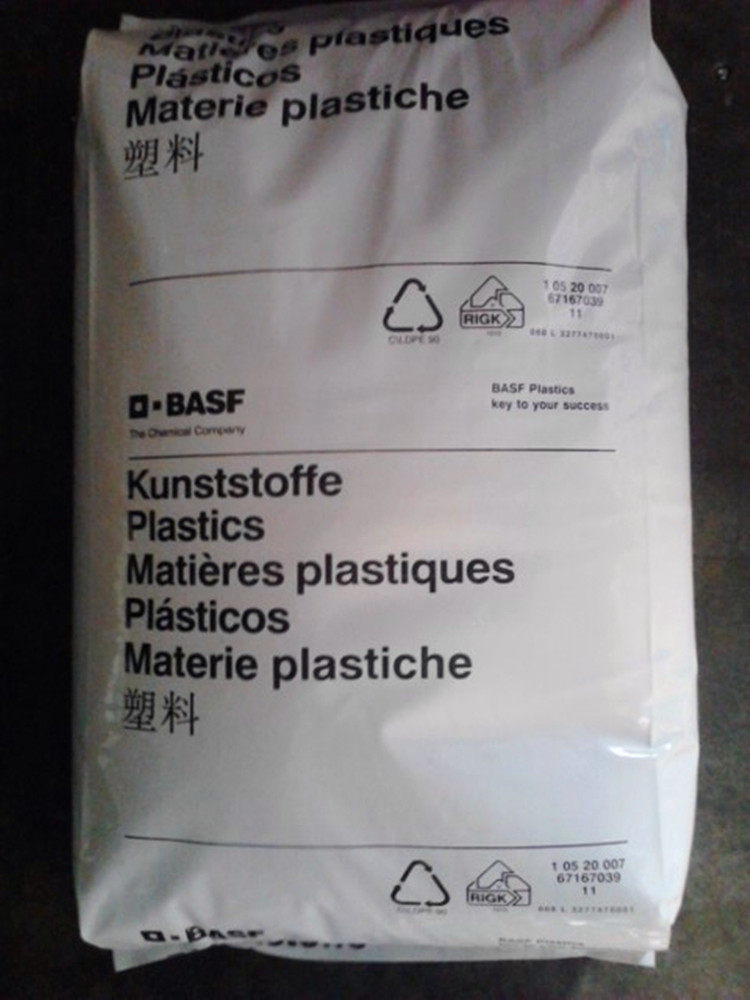 Matières plastiques
Plásticos
Materie plastiche
塑料
RIGK
1 05 20 007
67167039
11
BASF
The Chemical Company
BASF Plastics
key to your success
Kunststoffe
Plastics
Matières plastiques
Plásticos
Materie plastiche
塑料
RIGK
1 05 20 007
67167039
11
BASF